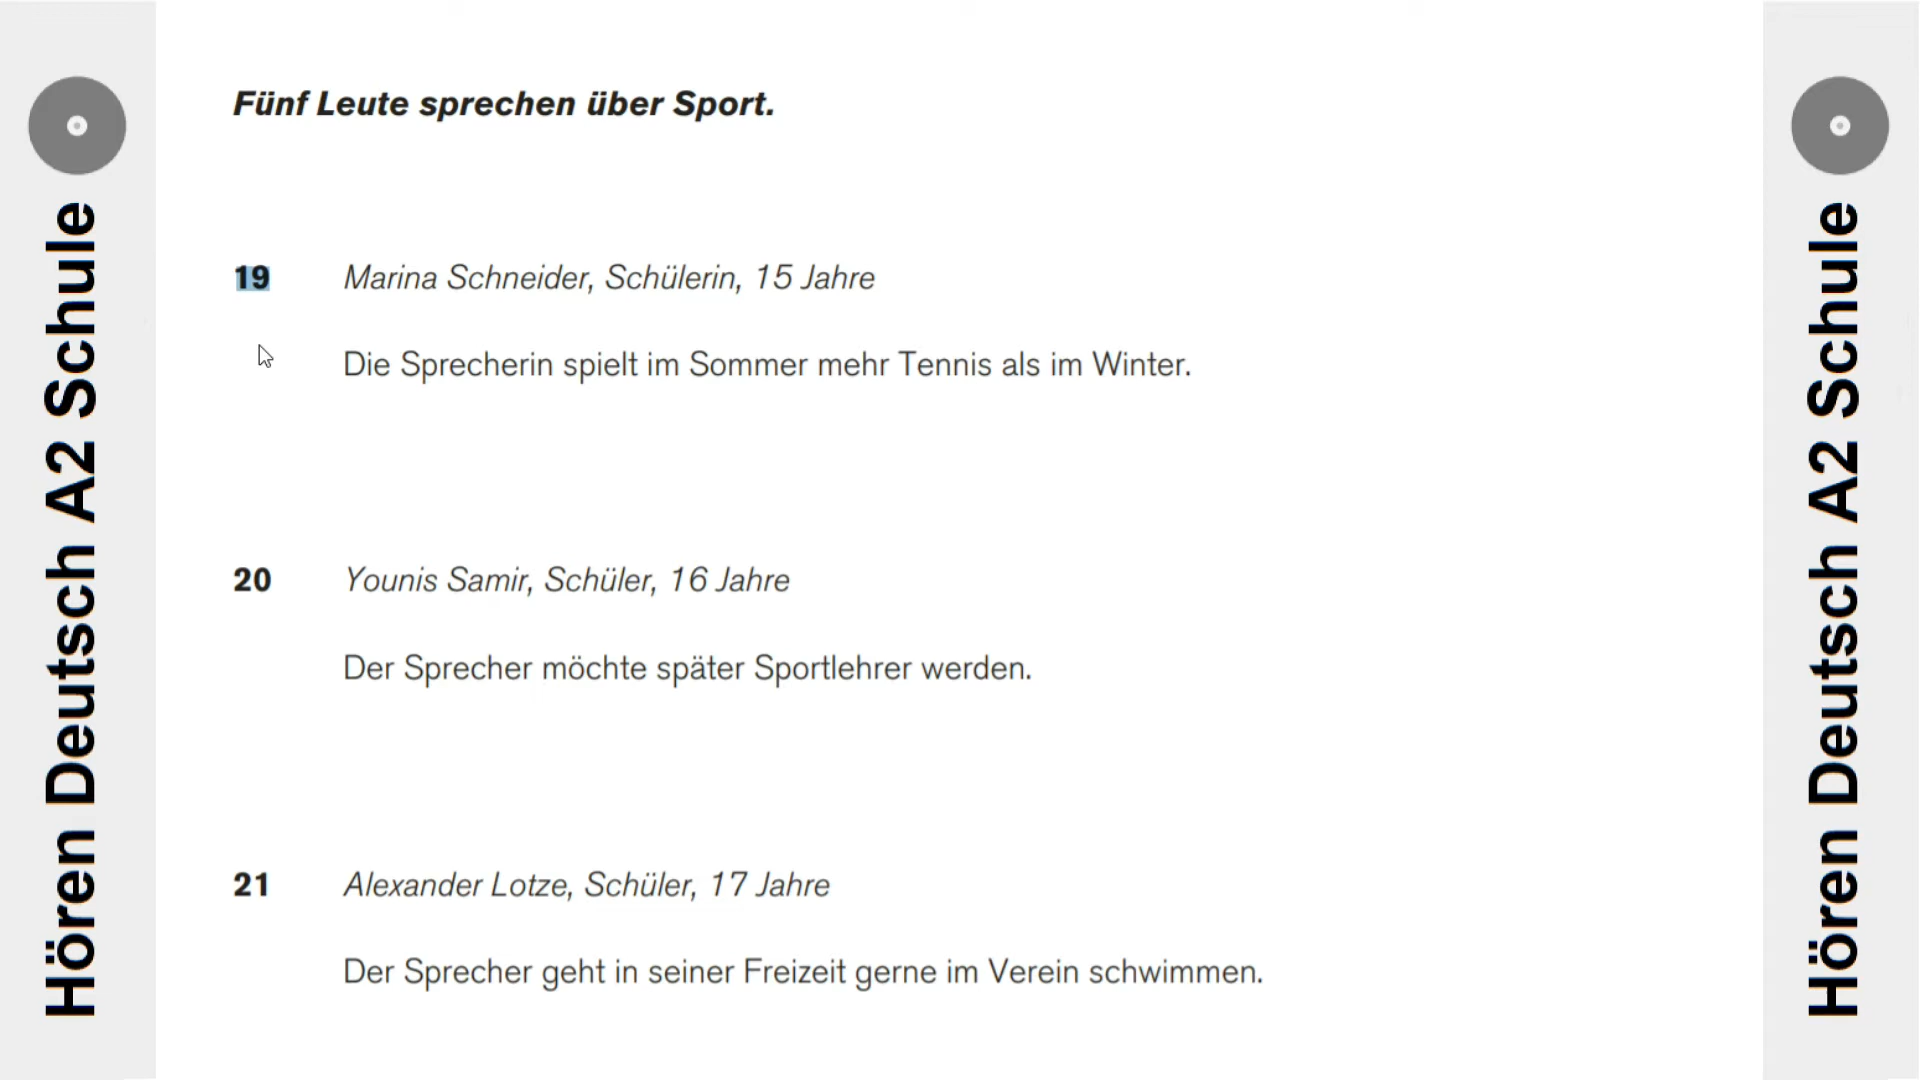 Hören Deutsch A2 Schule
Fünf Leute sprechen über Sport.
19 Marina Schneider, Schülerin, 15 Jahre
Die Sprecherin spielt im Sommer mehr Tennis als im Winter.
20 Younis Samir, Schüler, 16 Jahre
Der Sprecher möchte später Sportlehrer werden.
21 Alexander Lotze, Schüler, 17 Jahre
Der Sprecher geht in seiner Freizeit gerne im Verein schwimmen.
Hören Deutsch A2 Schule